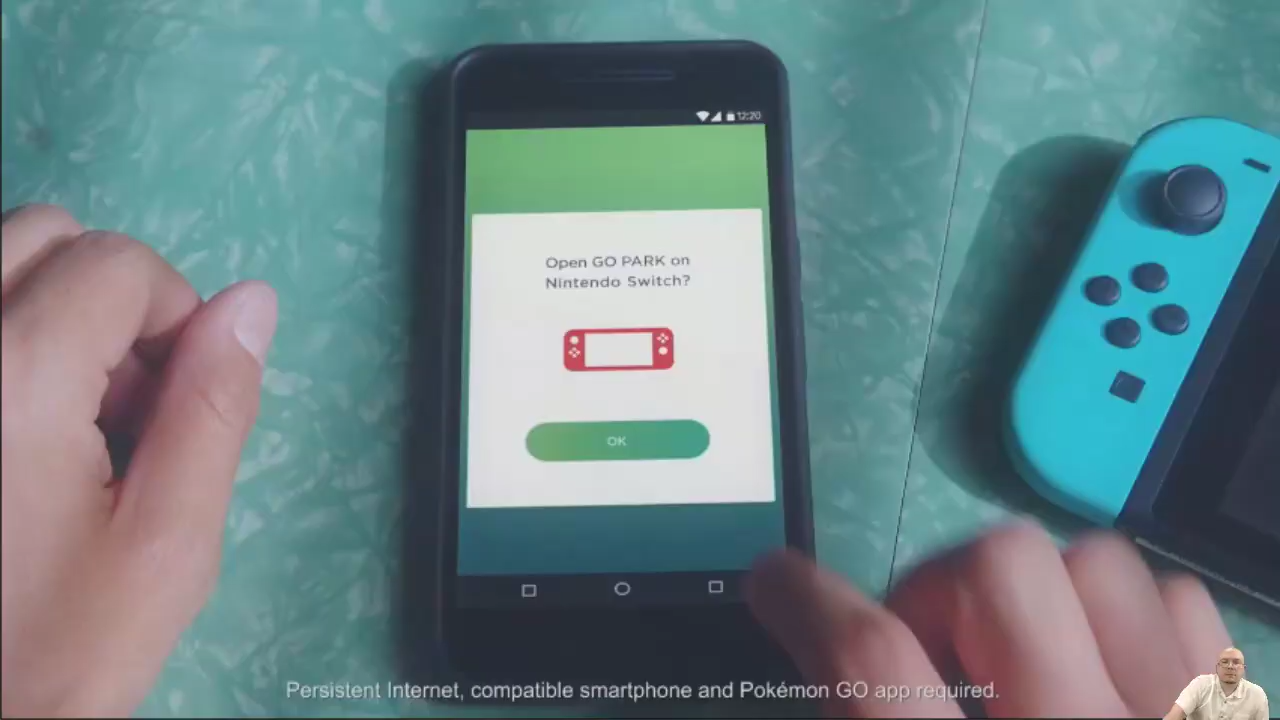 12:20
Open GO PARK on
Nintendo Switch?
OK
Persistent Internet, compatible smartphone and Pokémon GO app required.